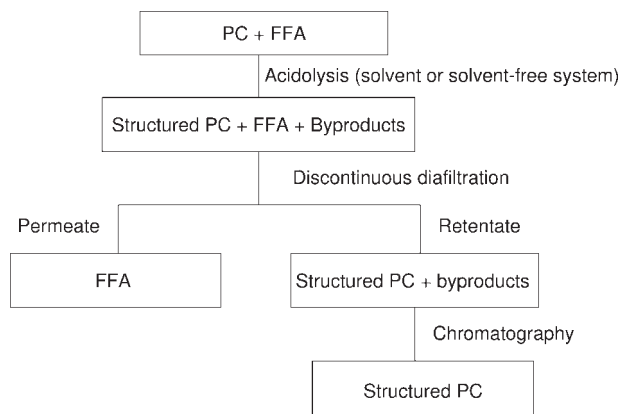 PC + FFA
Acidolysis (solvent or solvent-free system)
Structured PC + FFA + Byproducts
Discontinuous diafiltration
Permeate
Retentate
FFA
Structured PC + byproducts
Chromatography
Structured PC